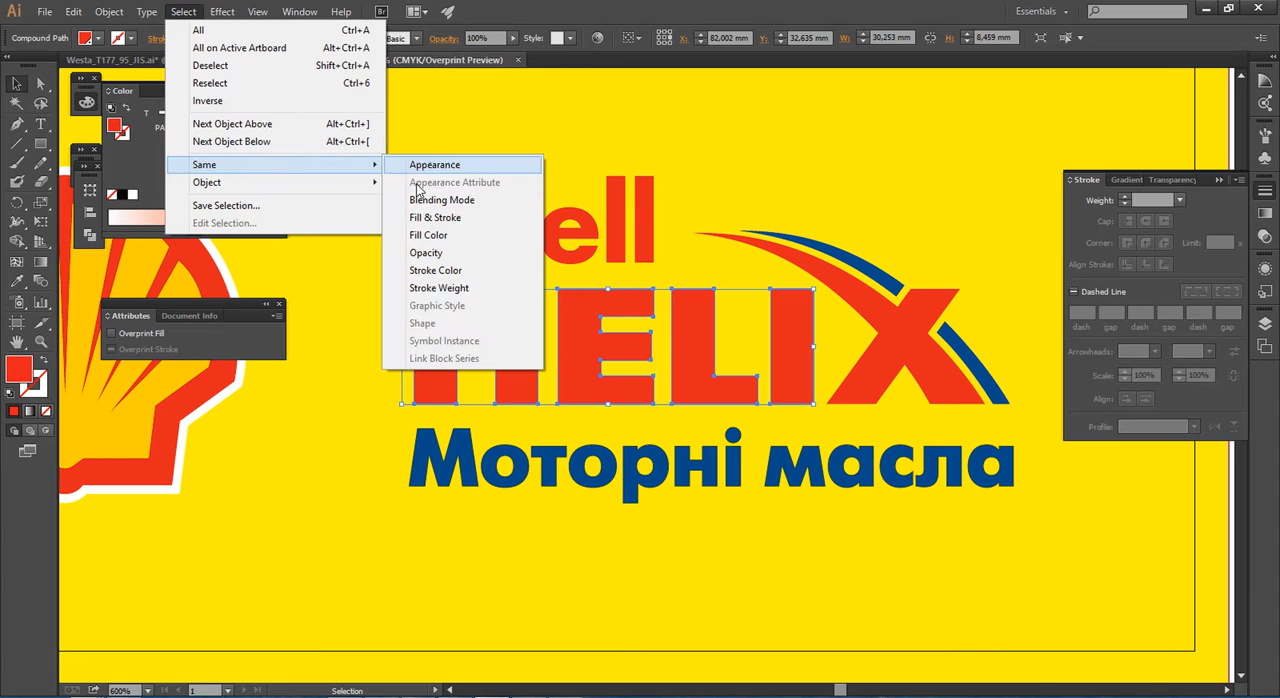 Ai File Edit Object Type Select Effect View Window Help Br Essentials
Compound Path Strok Basic Opacity: 100% Style: X: 82,002 mm Y: 32,635 mm W: 30,253 mm H: 8,459 mm
Westa_T177_95_JIS.ai* (CMYK/Overprint Preview)
All Ctrl+A
All on Active Artboard Alt+Ctrl+A
Deselect Shift+Ctrl+A
Reselect Ctrl+6
Inverse
Next Object Above Alt+Ctrl+]
Next Object Below Alt+Ctrl+[
Same
Object
Save Selection...
Edit Selection...
Appearance
Appearance Attribute
Blending Mode
Fill & Stroke
Fill Color
Opacity
Stroke Color
Stroke Weight
Graphic Style
Shape
Symbol Instance
Link Block Series
Color
T
PA
Attributes Document Info
Overprint Fill
Overprint Stroke
ell
HELIX
Моторні масла
Stroke Gradient Transparency
Weight:
Cap:
Corner: Limit: x
Align Stroke:
Dashed Line
dash gap dash gap dash gap
Arrowheads:
Scale: 100% 100%
Align:
Profile:
600% 1 Selection